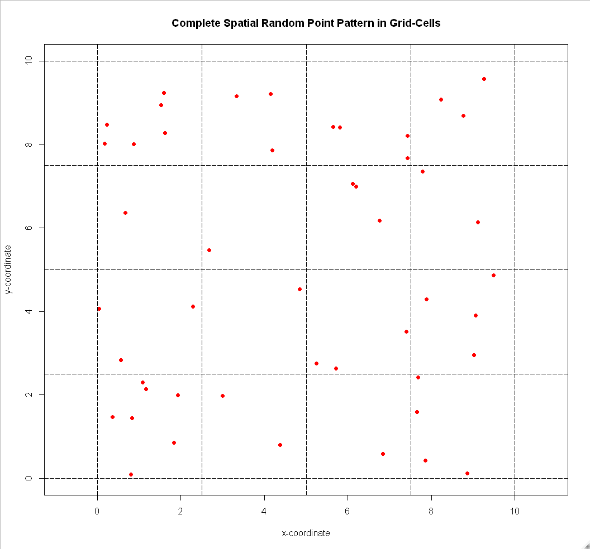 Complete Spatial Random Point Pattern in Grid-Cells
10
8
6
4
2
0
y-coordinate
0 2 4 6 8 10
x-coordinate